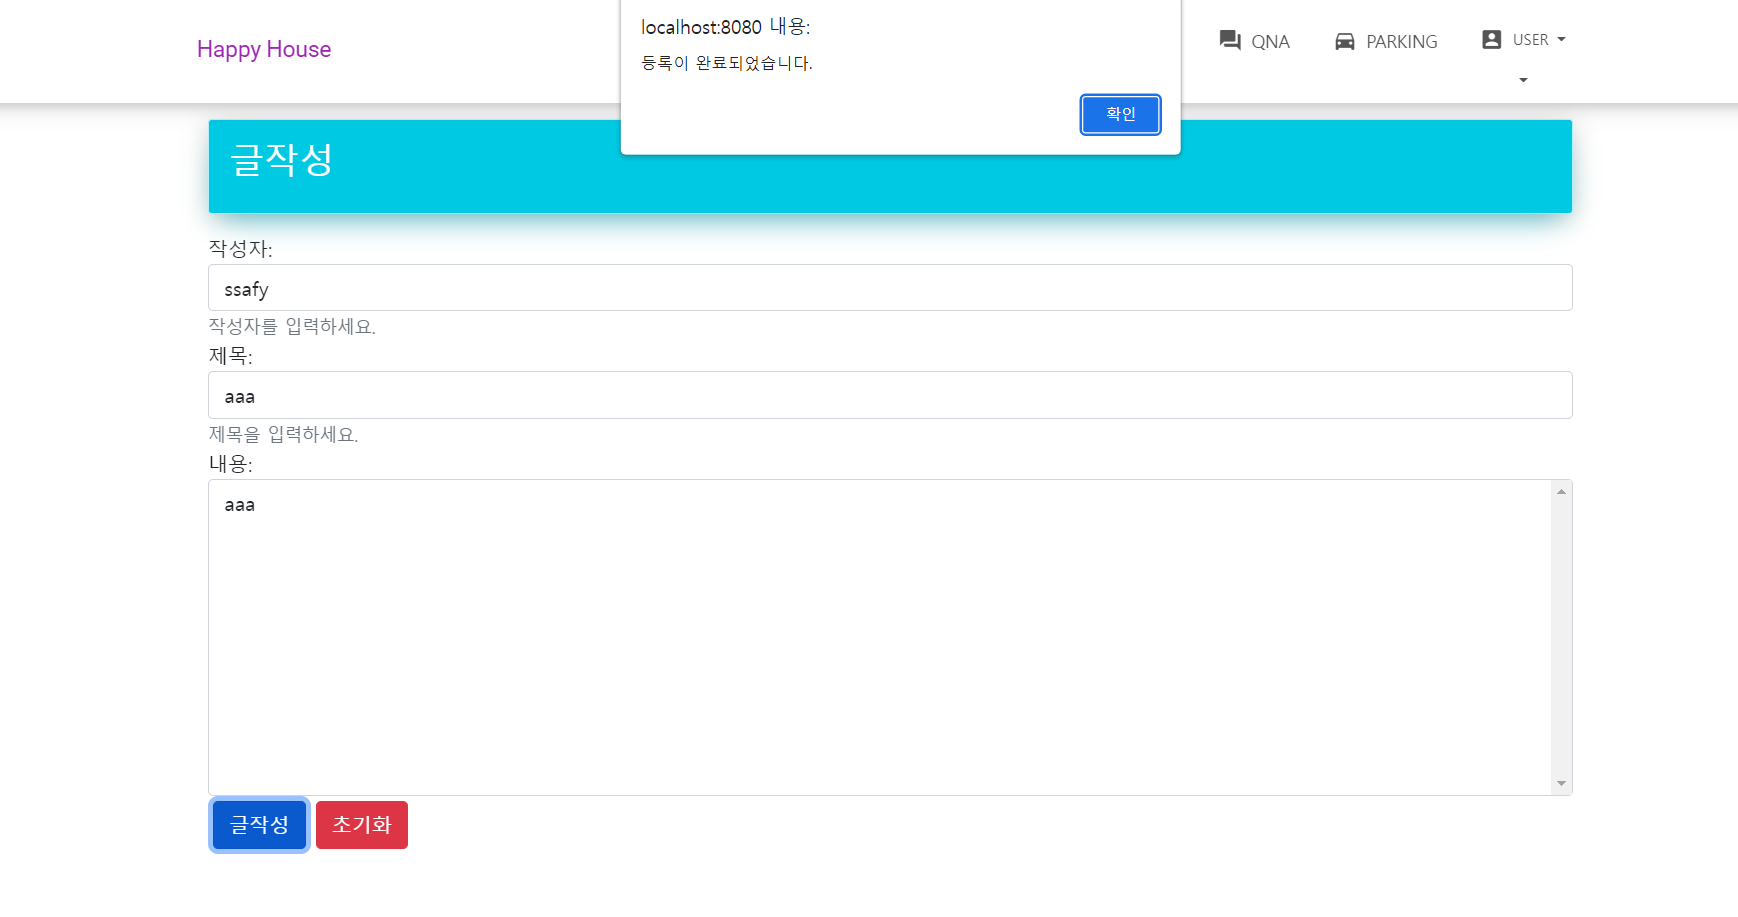 Happy House
localhost:8080 내용:
등록이 완료되었습니다.
확인
QNA
PARKING
USER
글작성
작성자:
ssafy
작성자를 입력하세요.
제목:
aaa
제목을 입력하세요.
내용:
aaa
글작성
초기화